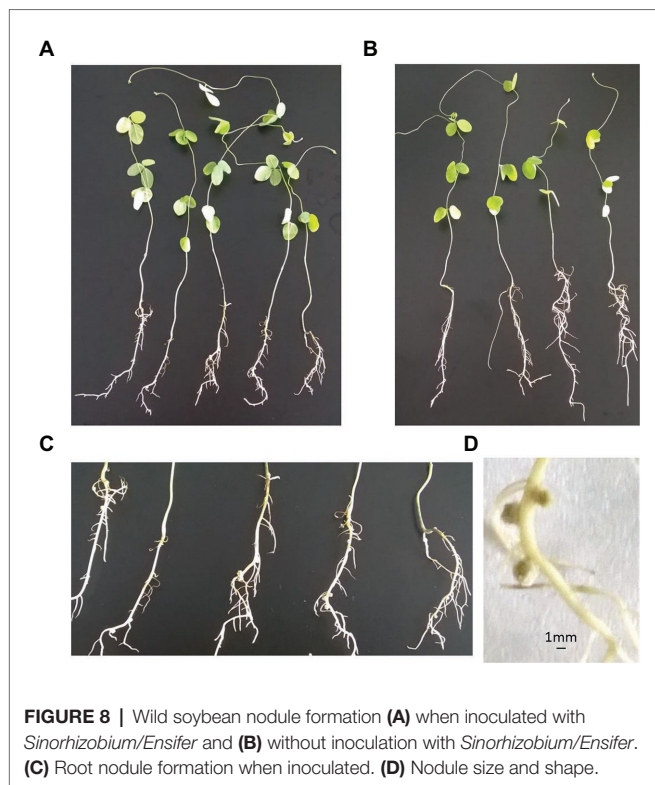 A
B
C
D
1mm
FIGURE 8 | Wild soybean nodule formation (A) when inoculated with
Sinorhizobium/Ensifer and (B) without inoculation with Sinorhizobium/Ensifer.
(C) Root nodule formation when inoculated. (D) Nodule size and shape.